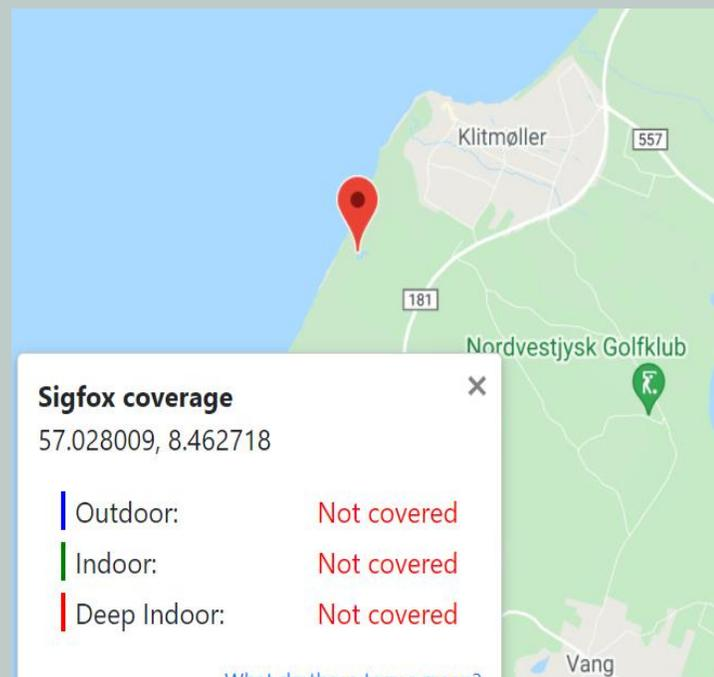 Klitmøller
557
181
Nordvestjysk Golfklub
Sigfox coverage ×
57.028009, 8.462718
Outdoor: Not covered
Indoor: Not covered
Deep Indoor: Not covered
Vang